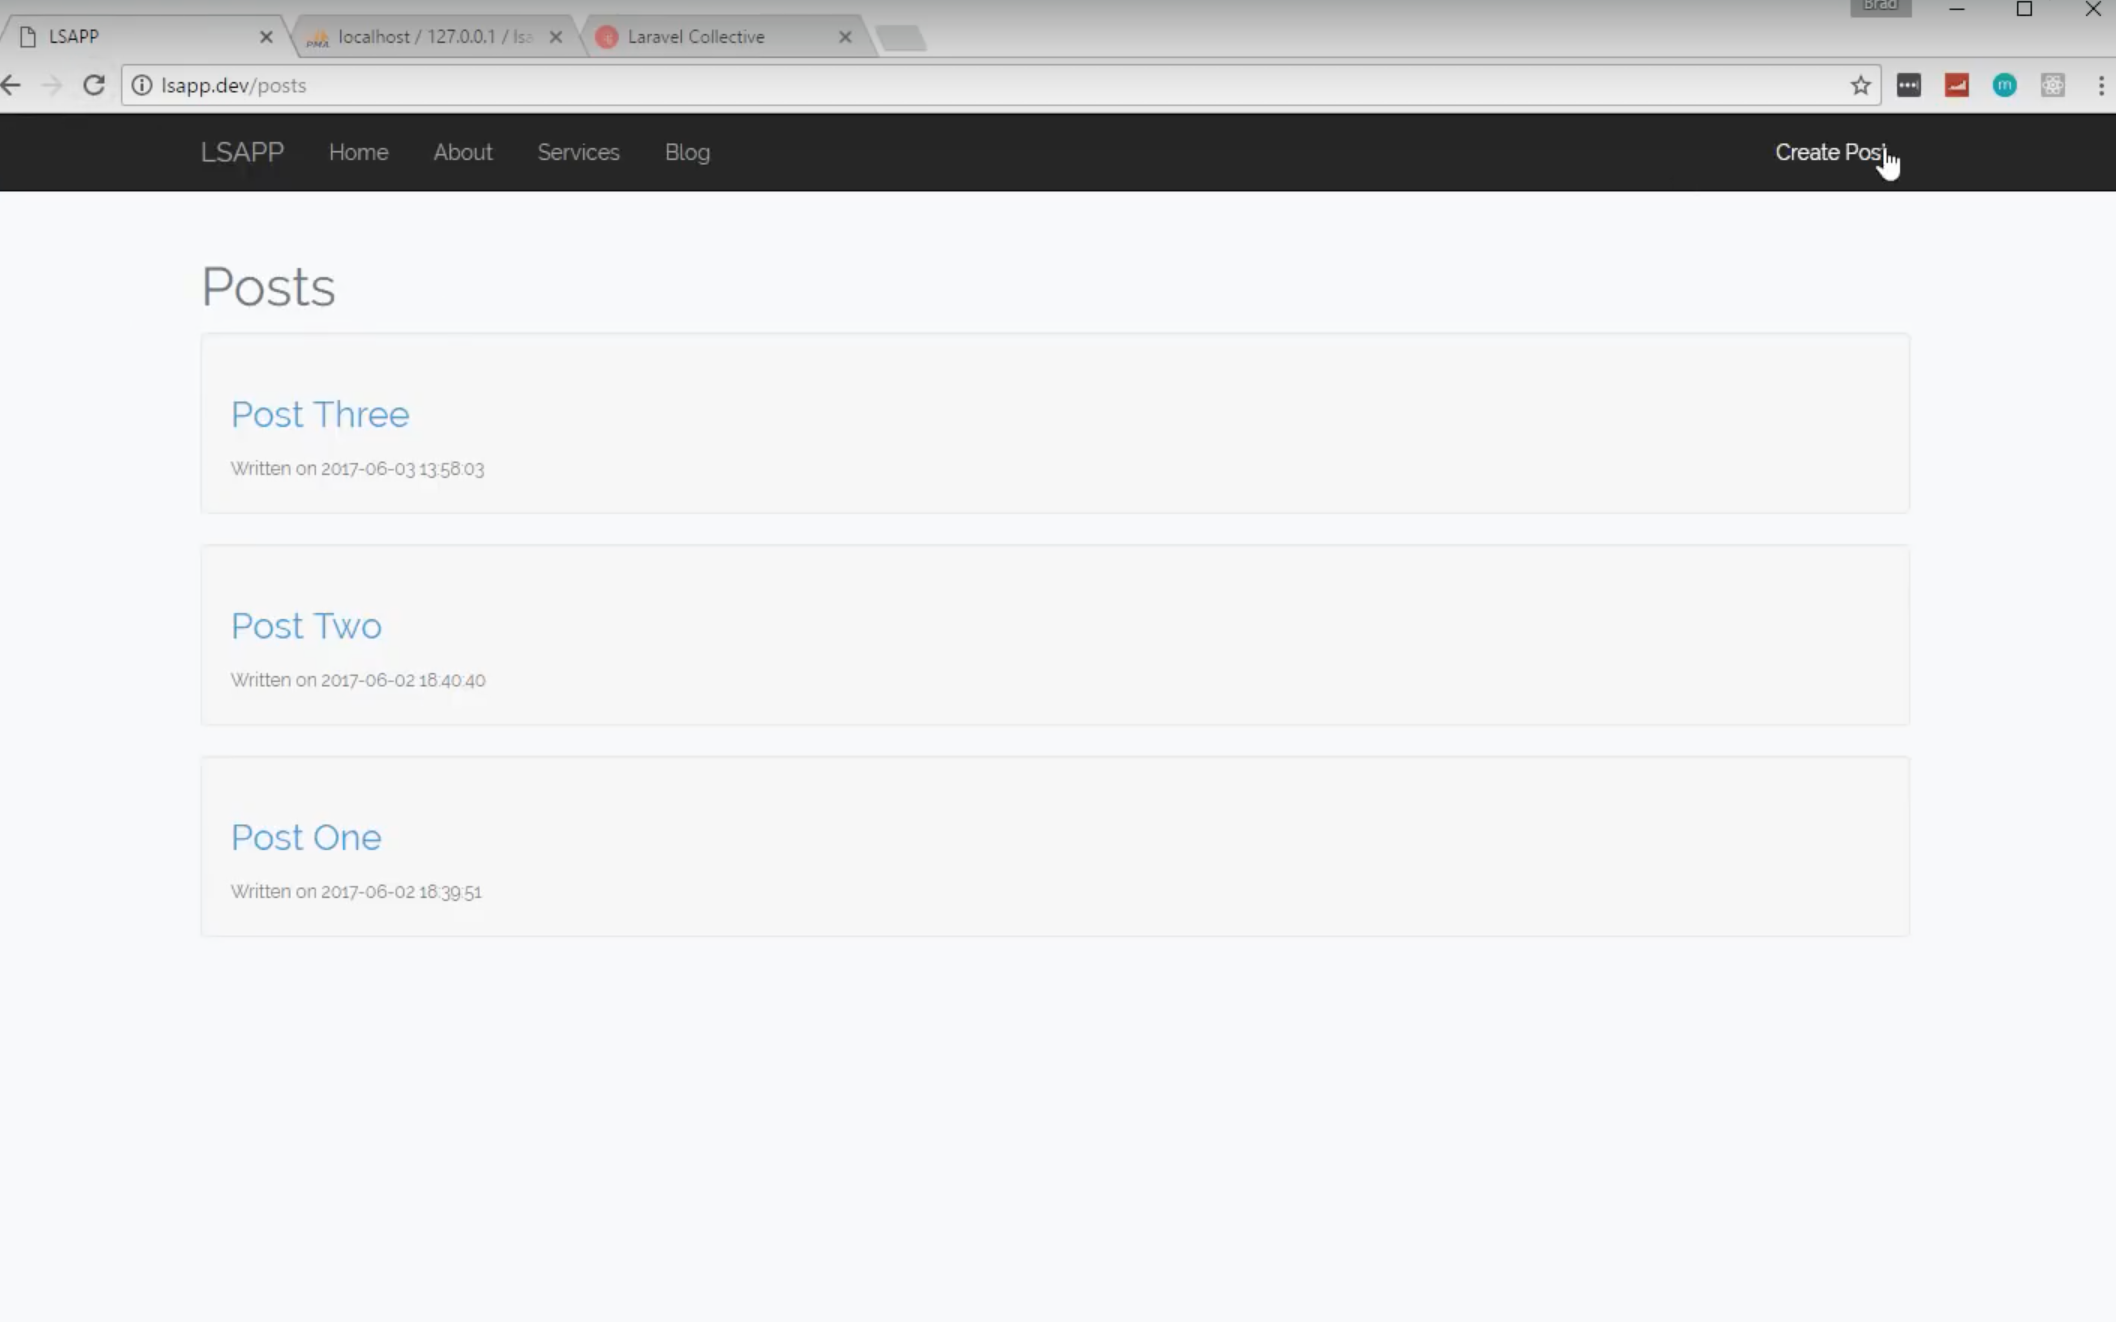 Brad
LSAPP
localhost / 127.0.0.1 / lsa
Laravel Collective
lsapp.dev/posts
LSAPP Home About Services Blog Create Post
Posts
Post Three
Written on 2017-06-03 13:58:03
Post Two
Written on 2017-06-02 18:40:40
Post One
Written on 2017-06-02 18:39:51